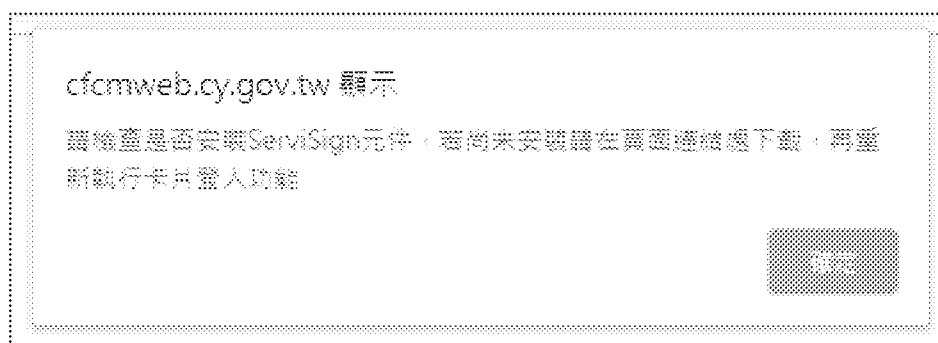 cfcmweb.cy.gov.tw 顯示
請檢查是否安裝ServiSign元件，若尚未安裝請在頁面連結處下載，再重
新執行卡片登入功能
確定